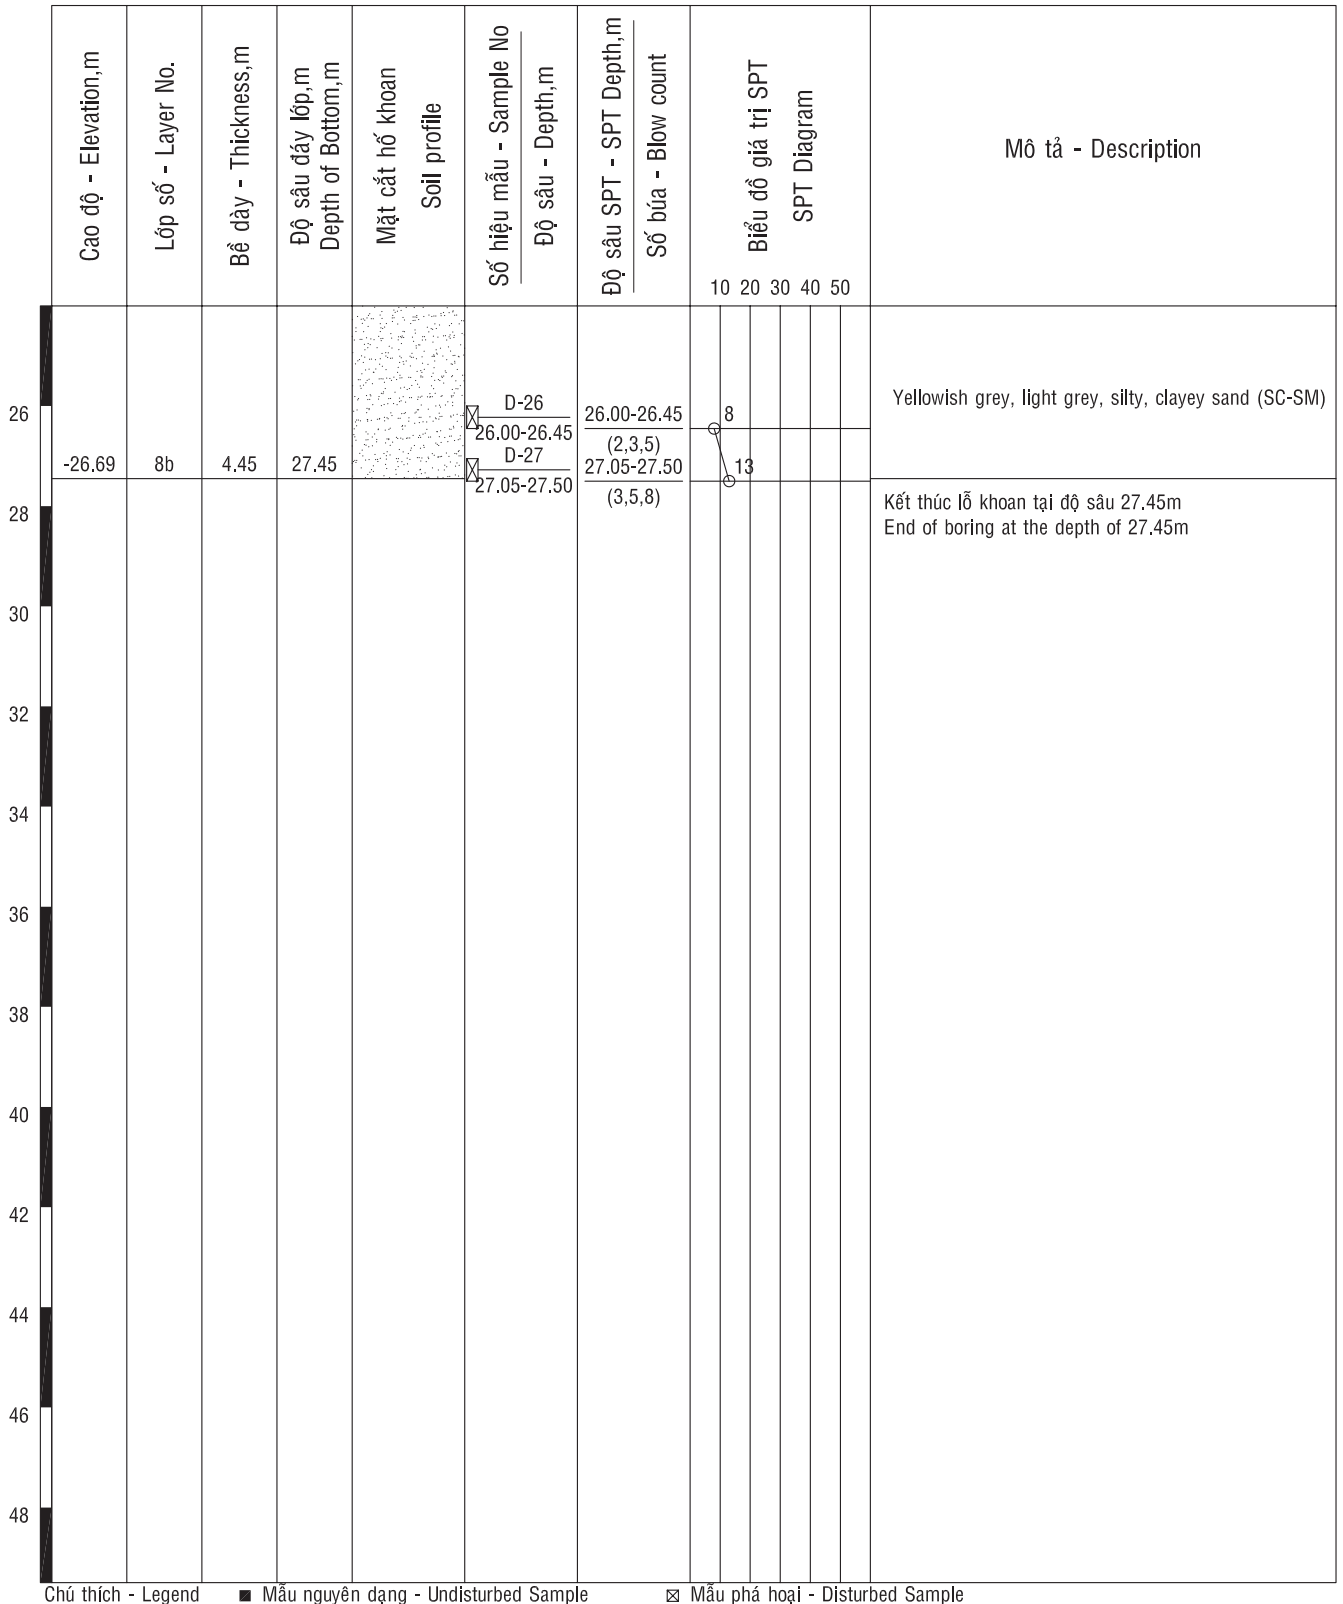 Cao độ - Elevation,m
Lớp số - Layer No.
Bề dày - Thickness,m
Độ sâu đáy lớp,m
Depth of Bottom,m
Mặt cắt hố khoan
Soil profile
Số hiệu mẫu - Sample No
Độ sâu - Depth,m
Độ sâu SPT - SPT Depth,m
Số búa - Blow count
Biểu đồ giá trị SPT
SPT Diagram
10 20 30 40 50
Mô tả - Description
Yellowish grey, light grey, silty, clayey sand (SC-SM)
26
D-26
26.00-26.45
26.00-26.45
(2,3,5)
8
-26.69 8b 4.45 27.45
D-27
27.05-27.50
27.05-27.50
(3,5,8)
13
Kết thúc lỗ khoan tại độ sâu 27.45m
End of boring at the depth of 27.45m
28
30
32
34
36
38
40
42
44
46
48
Chú thích - Legend Mẫu nguyên dạng - Undisturbed Sample Mẫu phá hoại - Disturbed Sample